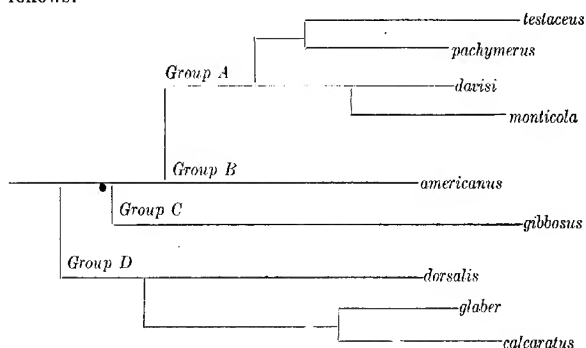 follows:
testaceus
pachymerus
Group A
davisi
monticola
Group B
americanus
Group C
gibbosus
Group D
dorsalis
glaber
calcaratus